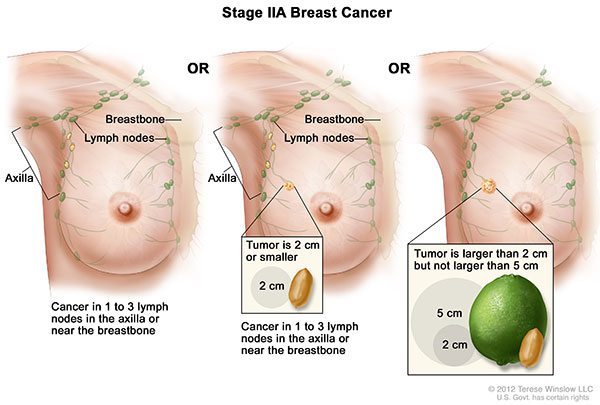 Stage IIA Breast Cancer
OR
OR
Breastbone
Lymph nodes
Axilla
Cancer in 1 to 3 lymph
nodes in the axilla or
near the breastbone
Breastbone
Lymph nodes
Axilla
Tumor is 2 cm
or smaller
2 cm
Cancer in 1 to 3 lymph
nodes in the axilla or
near the breastbone
Tumor is larger than 2 cm
but not larger than 5 cm
5 cm
2 cm
© 2012 Terese Winslow LLC
U.S. Govt. has certain rights